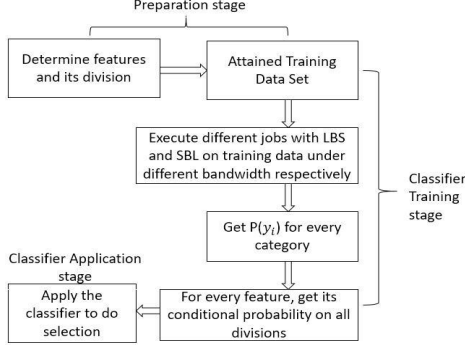 Preparation stage
Determine features
and its division
Attained Training
Data Set
Execute different jobs with LBS
and SBL on training data under
different bandwidth respectively
Classifier
Training
stage
Get P(yᵢ) for every
category
Classifier Application
stage
Apply the
classifier to do
selection
For every feature, get its
conditional probability on all
divisions